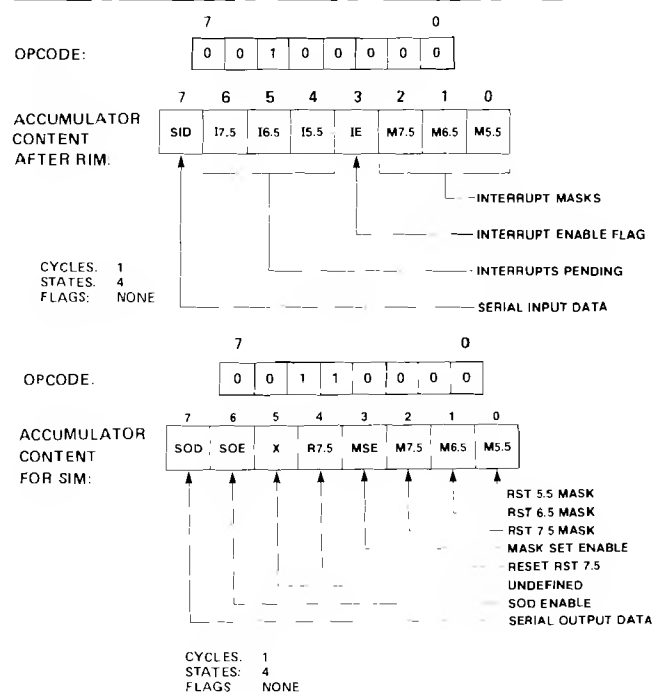 7 0
OPCODE: 0 0 1 0 0 0 0 0
7 6 5 4 3 2 1 0
ACCUMULATOR
CONTENT
AFTER RIM:
SID I7.5 I6.5 I5.5 IE M7.5 M6.5 M5.5
INTERRUPT MASKS
INTERRUPT ENABLE FLAG
INTERRUPTS PENDING
SERIAL INPUT DATA
CYCLES. 1
STATES. 4
FLAGS: NONE
7 0
OPCODE. 0 0 1 1 0 0 0 0
7 6 5 4 3 2 1 0
ACCUMULATOR
CONTENT
FOR SIM:
SOD SOE X R7.5 MSE M7.5 M6.5 M5.5
RST 5.5 MASK
RST 6.5 MASK
RST 7 5 MASK
MASK SET ENABLE
RESET RST 7.5
UNDEFINED
SOD ENABLE
SERIAL OUTPUT DATA
CYCLES. 1
STATES: 4
FLAGS NONE